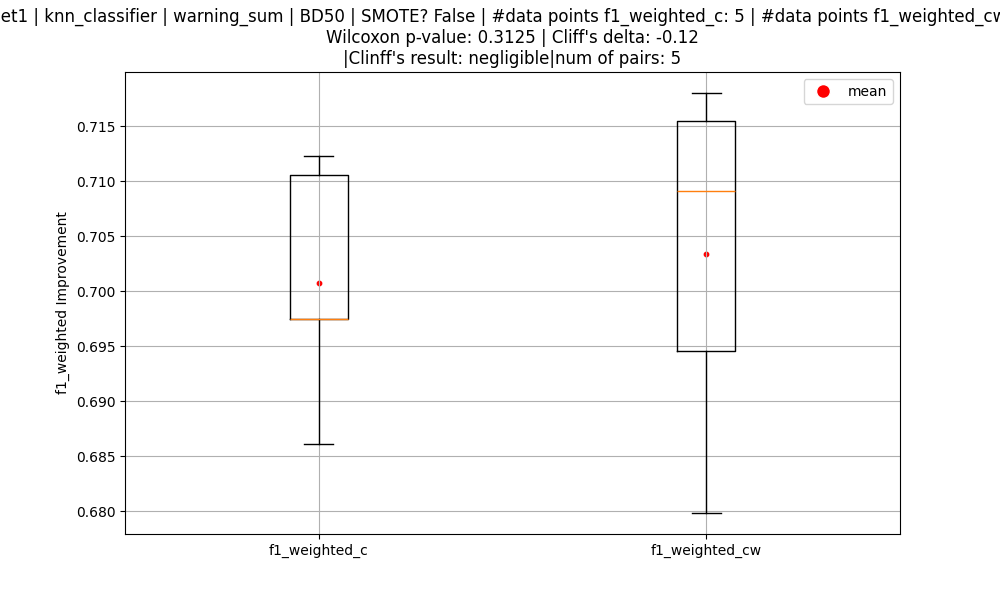 et1 | knn_classifier | warning_sum | BD50 | SMOTE? False | #data points f1_weighted_c: 5 | #data points f1_weighted_cw
Wilcoxon p-value: 0.3125 | Cliff's delta: -0.12
|Clinff's result: negligible|num of pairs: 5
mean
0.715
0.710
0.705
0.700
0.695
0.690
0.685
0.680
f1_weighted Improvement
f1_weighted_c
f1_weighted_cw